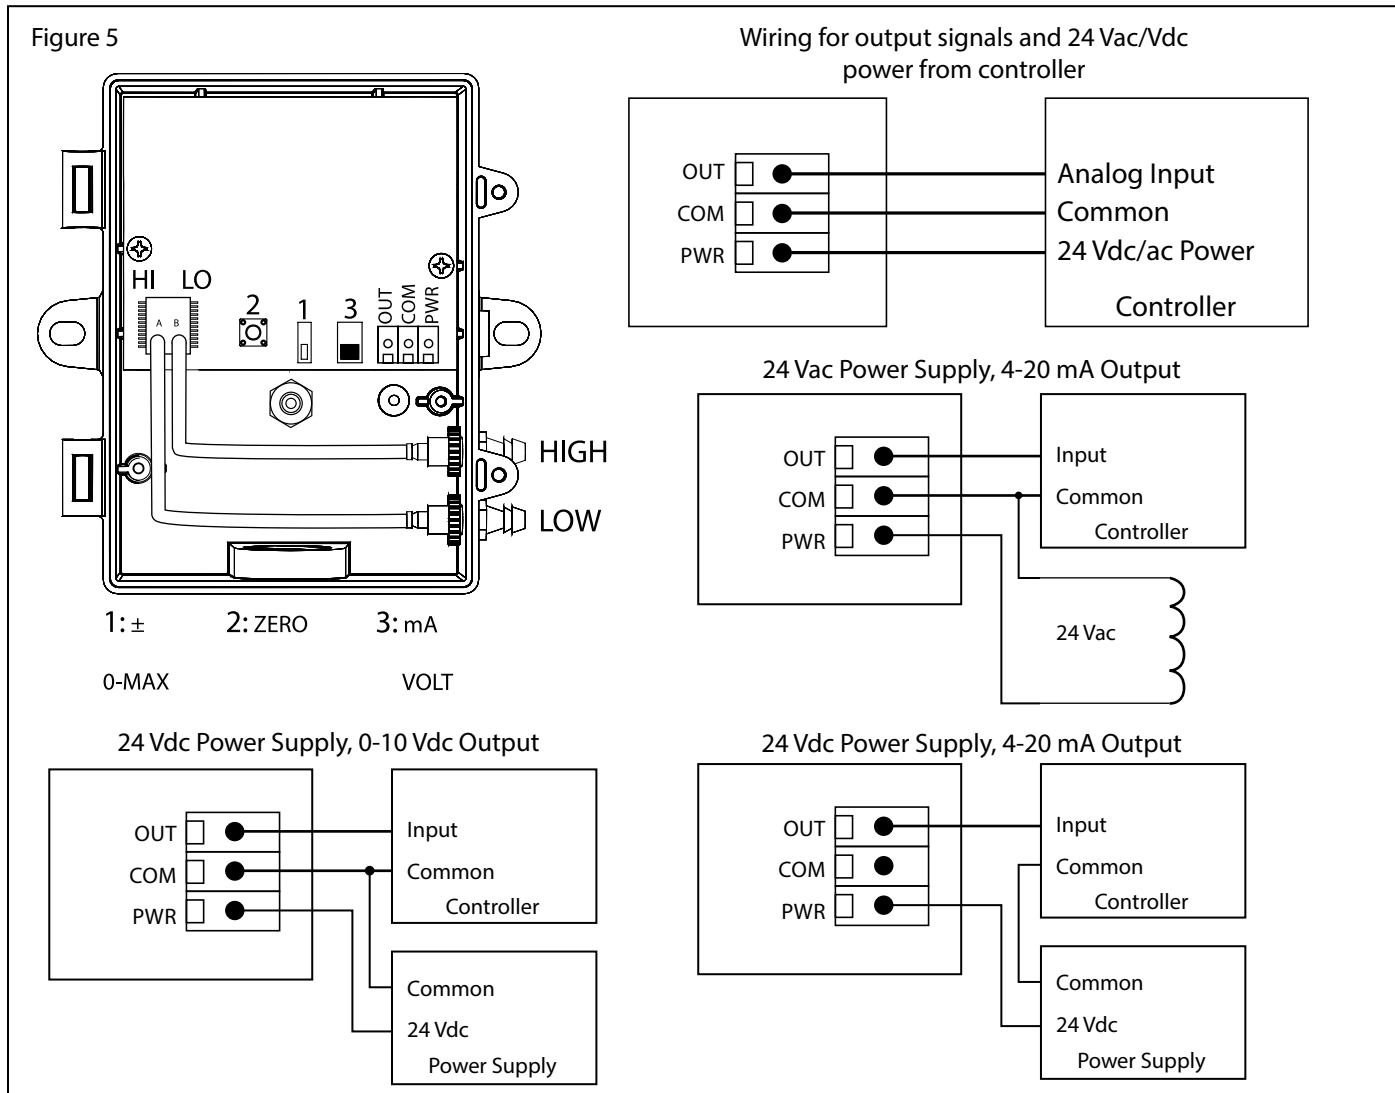 Figure 5
HI LO
A B
2
1
3
OUT
COM
PWR
HIGH
LOW
1: ± 2: ZERO 3: mA
0-MAX VOLT
Wiring for output signals and 24 Vac/Vdc
power from controller
OUT
COM
PWR
Analog Input
Common
24 Vdc/ac Power
Controller
24 Vac Power Supply, 4-20 mA Output
OUT
COM
PWR
Input
Common
Controller
24 Vac
24 Vdc Power Supply, 0-10 Vdc Output
OUT
COM
PWR
Input
Common
Controller
Common
24 Vdc
Power Supply
24 Vdc Power Supply, 4-20 mA Output
OUT
COM
PWR
Input
Common
Controller
Common
24 Vdc
Power Supply